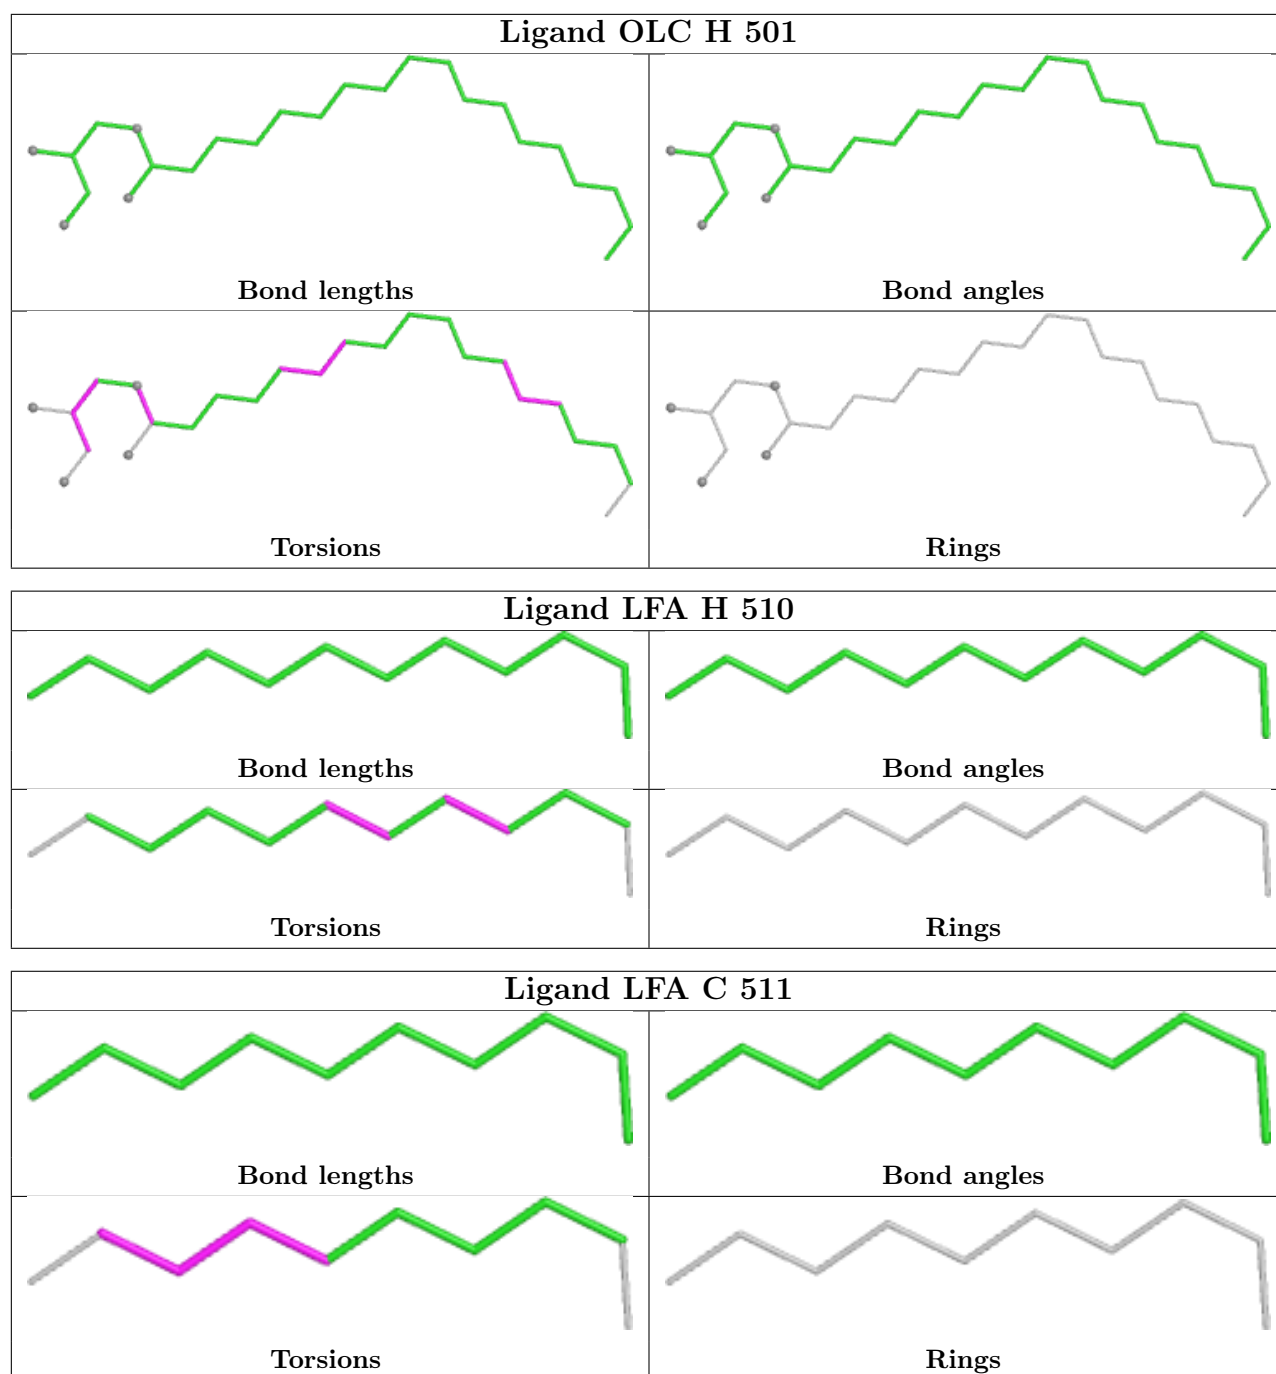 Ligand OLC H 501
Bond lengths
Bond angles
Torsions
Rings
Ligand LFA H 510
Bond lengths
Bond angles
Torsions
Rings
Ligand LFA C 511
Bond lengths
Bond angles
Torsions
Rings